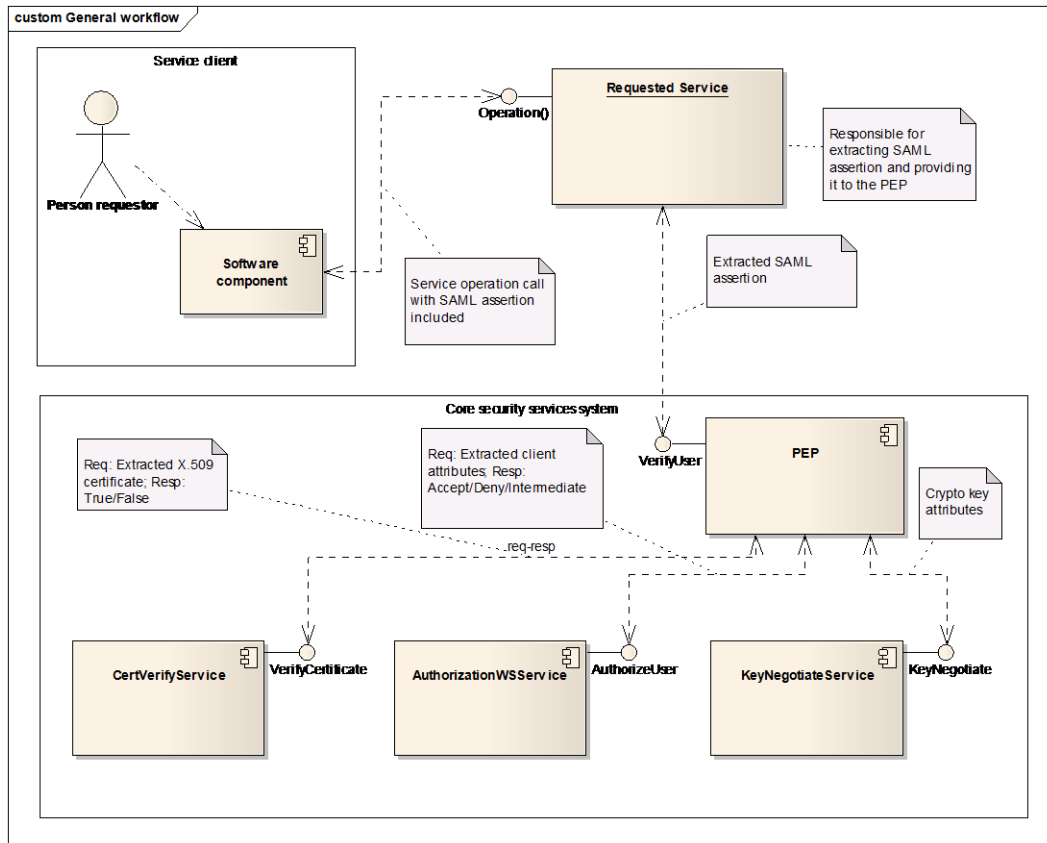 custom General workflow
Service client
Person requestor
Software
component
Operation()
Requested Service
Responsible for
extracting SAML
assertion and providing
it to the PEP
Service operation call
with SAML assertion
included
Extracted SAML
assertion
Core security services system
Req: Extracted X.509
certificate; Resp:
True/False
Req: Extracted client
attributes; Resp:
Accept/Deny/Intermediate
VerifyUser
PEP
Crypto key
attributes
req-resp
CertVerifyService
VerifyCertificate
AuthorizationWSService
AuthorizeUser
KeyNegotiateService
KeyNegotiate